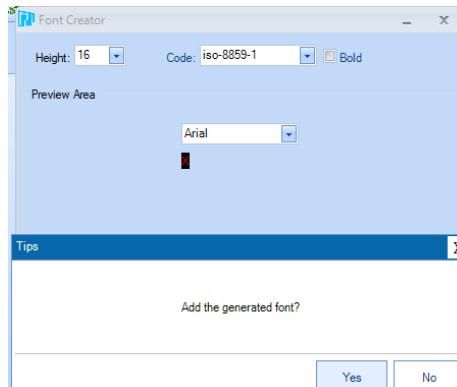 Font Creator
Height: 16 Code: iso-8859-1 Bold
Preview Area
Arial
X
Tips
Add the generated font?
Yes No